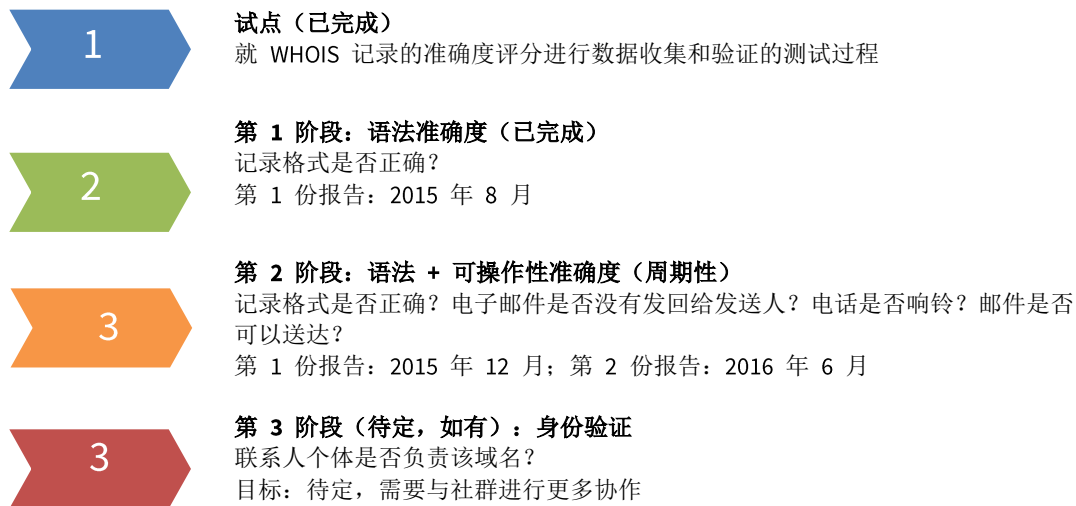 1
试点（已完成）
就 WHOIS 记录的准确度评分进行数据收集和验证的测试过程
2
第 1 阶段：语法准确度（已完成）
记录格式是否正确？
第 1 份报告：2015 年 8 月
3
第 2 阶段：语法 + 可操作性准确度（周期性）
记录格式是否正确？电子邮件是否没有发回给发送人？电话是否响铃？邮件是否
可以送达？
第 1 份报告：2015 年 12 月；第 2 份报告：2016 年 6 月
3
第 3 阶段（待定，如有）：身份验证
联系人个体是否负责该域名？
目标：待定，需要与社群进行更多协作